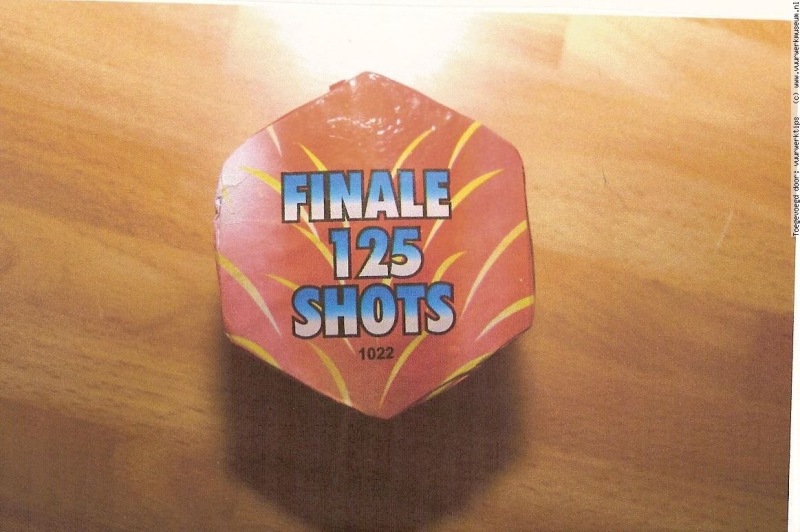 FINALE
125
SHOTS
1022
Toegevoegd door: vuurwerktips (c) www.vuurwerkmuseum.nl